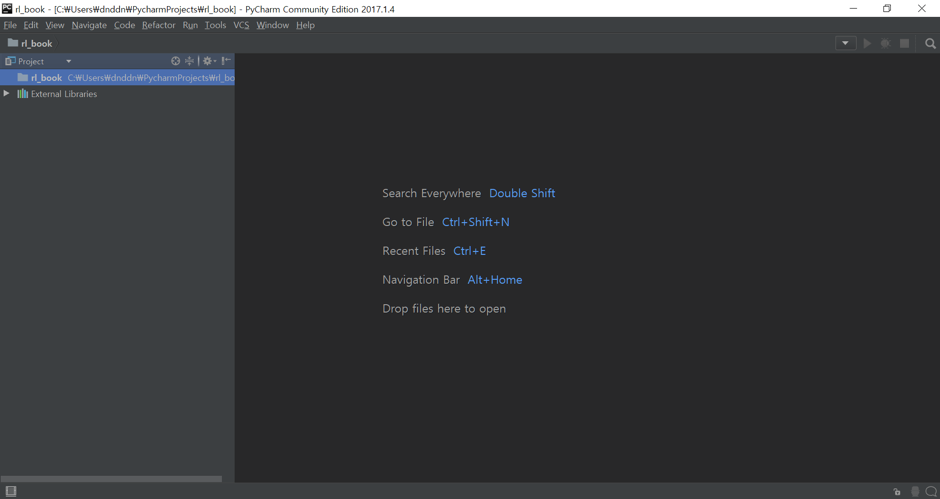 PC rl_book - [C:₩Users₩dnddn₩PycharmProjects₩rl_book] - PyCharm Community Edition 2017.1.4
File Edit View Navigate Code Refactor Run Tools VCS Window Help
rl_book
Project
rl_book C:₩Users₩dnddn₩PycharmProjects₩rl_bo
External Libraries
Search Everywhere Double Shift
Go to File Ctrl+Shift+N
Recent Files Ctrl+E
Navigation Bar Alt+Home
Drop files here to open